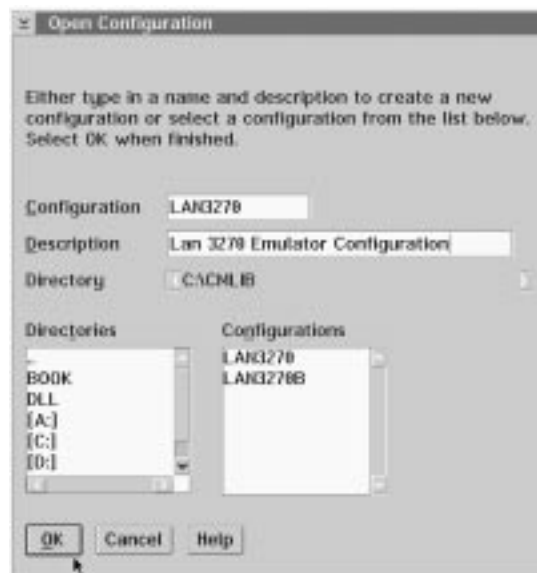 Open Configuration
Either type in a name and description to create a new
configuration or select a configuration from the list below.
Select OK when finished.
Configuration LAN3270
Description Lan 3270 Emulator Configuration
Directory C:\CMLIB
Directories Configurations
.. LAN3270
BOOK LAN3270B
DLL
[A:]
[C:]
[D:]
OK Cancel Help